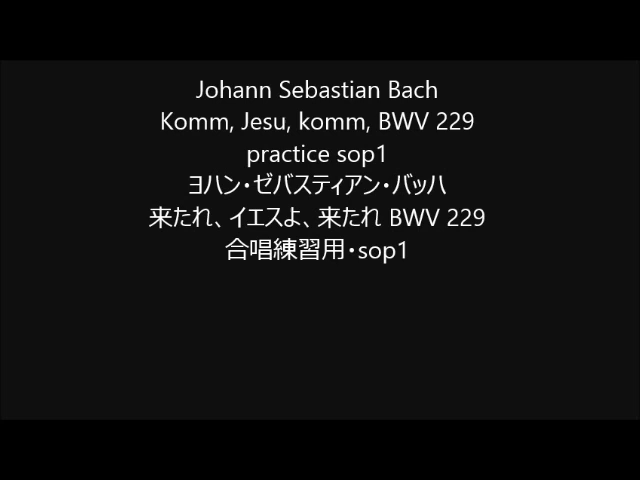 Johann Sebastian Bach
Komm, Jesu, komm, BWV 229
practice sop1
ヨハン・ゼバスティアン・バッハ
来たれ、イエスよ、来たれ BWV 229
合唱練習用・sop1